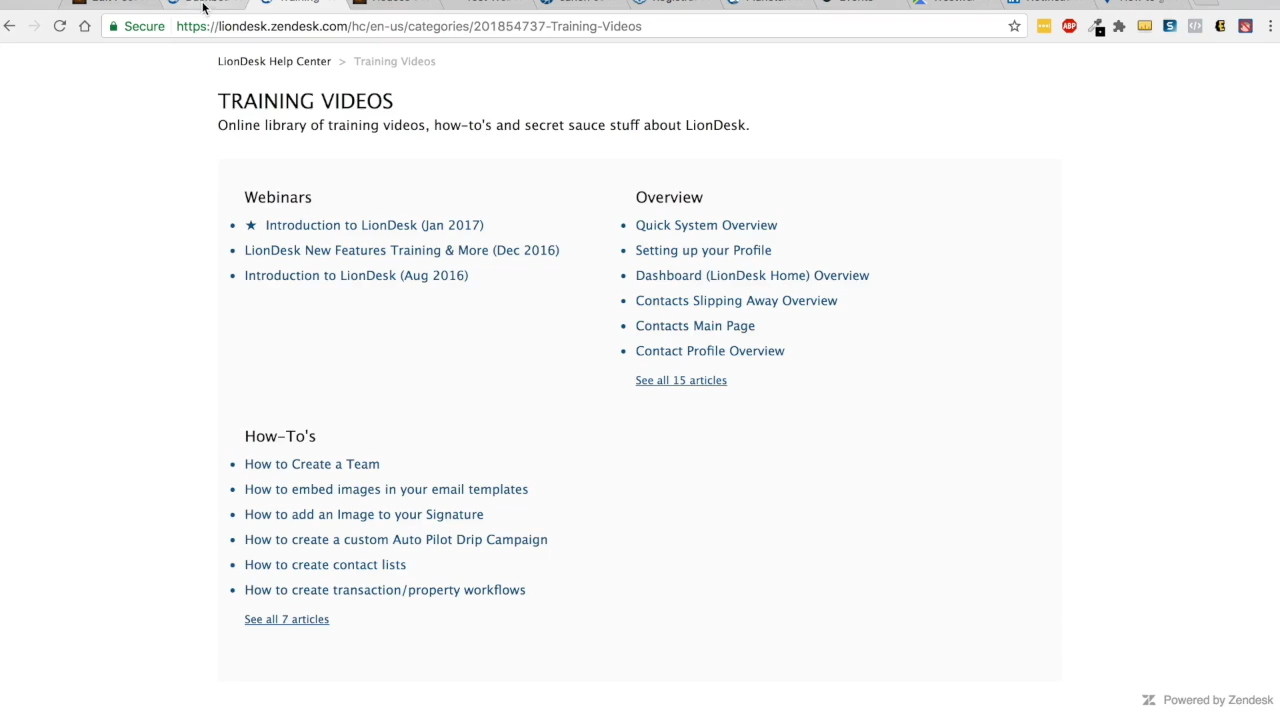 Training
Secure https://liondesk.zendesk.com/hc/en-us/categories/201854737-Training-Videos
ABP
LionDesk Help Center > Training Videos
TRAINING VIDEOS
Online library of training videos, how-to's and secret sauce stuff about LionDesk.
Webinars
★ Introduction to LionDesk (Jan 2017)
LionDesk New Features Training & More (Dec 2016)
Introduction to LionDesk (Aug 2016)
Overview
Quick System Overview
Setting up your Profile
Dashboard (LionDesk Home) Overview
Contacts Slipping Away Overview
Contacts Main Page
Contact Profile Overview
See all 15 articles
How-To's
How to Create a Team
How to embed images in your email templates
How to add an Image to your Signature
How to create a custom Auto Pilot Drip Campaign
How to create contact lists
How to create transaction/property workflows
See all 7 articles
Powered by Zendesk